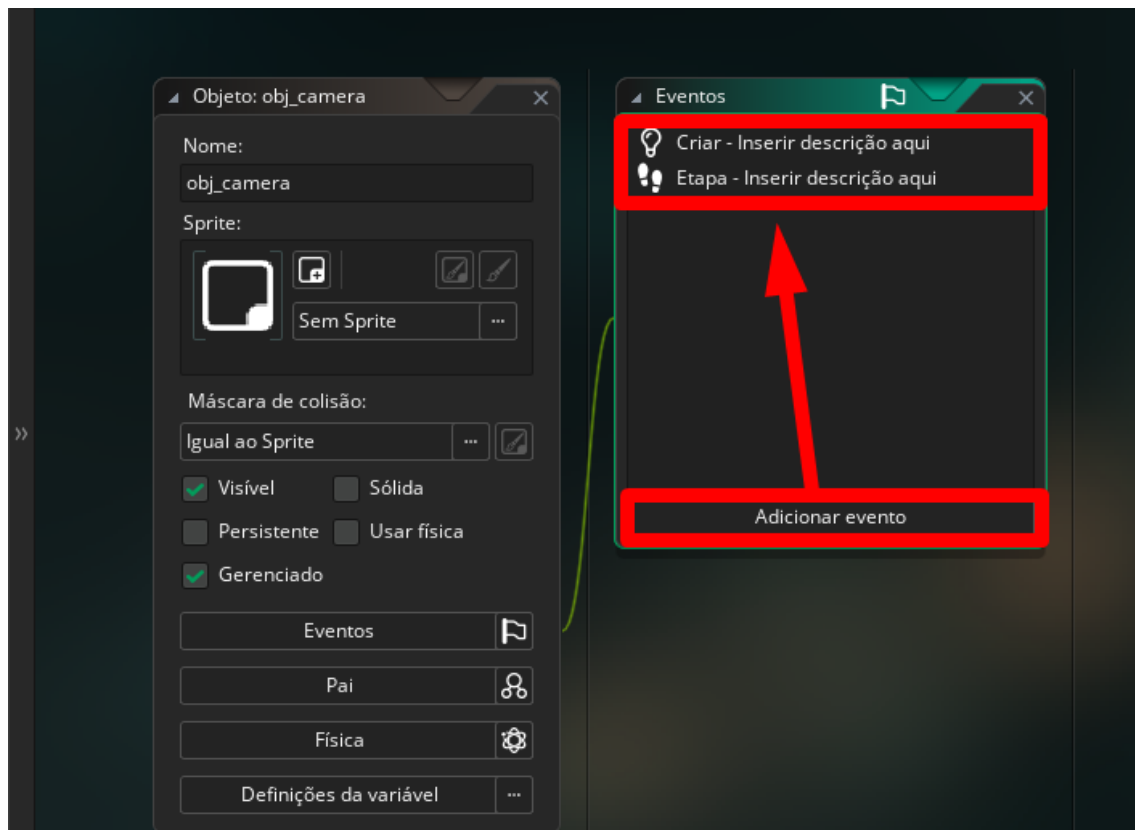 Objeto: obj_camera
Nome:
obj_camera
Sprite:
Sem Sprite
Máscara de colisão:
Igual ao Sprite
Visível
Sólida
Persistente
Usar física
Gerenciado
Eventos
Pai
Física
Definições da variável
Eventos
Criar - Inserir descrição aqui
Etapa - Inserir descrição aqui
Adicionar evento